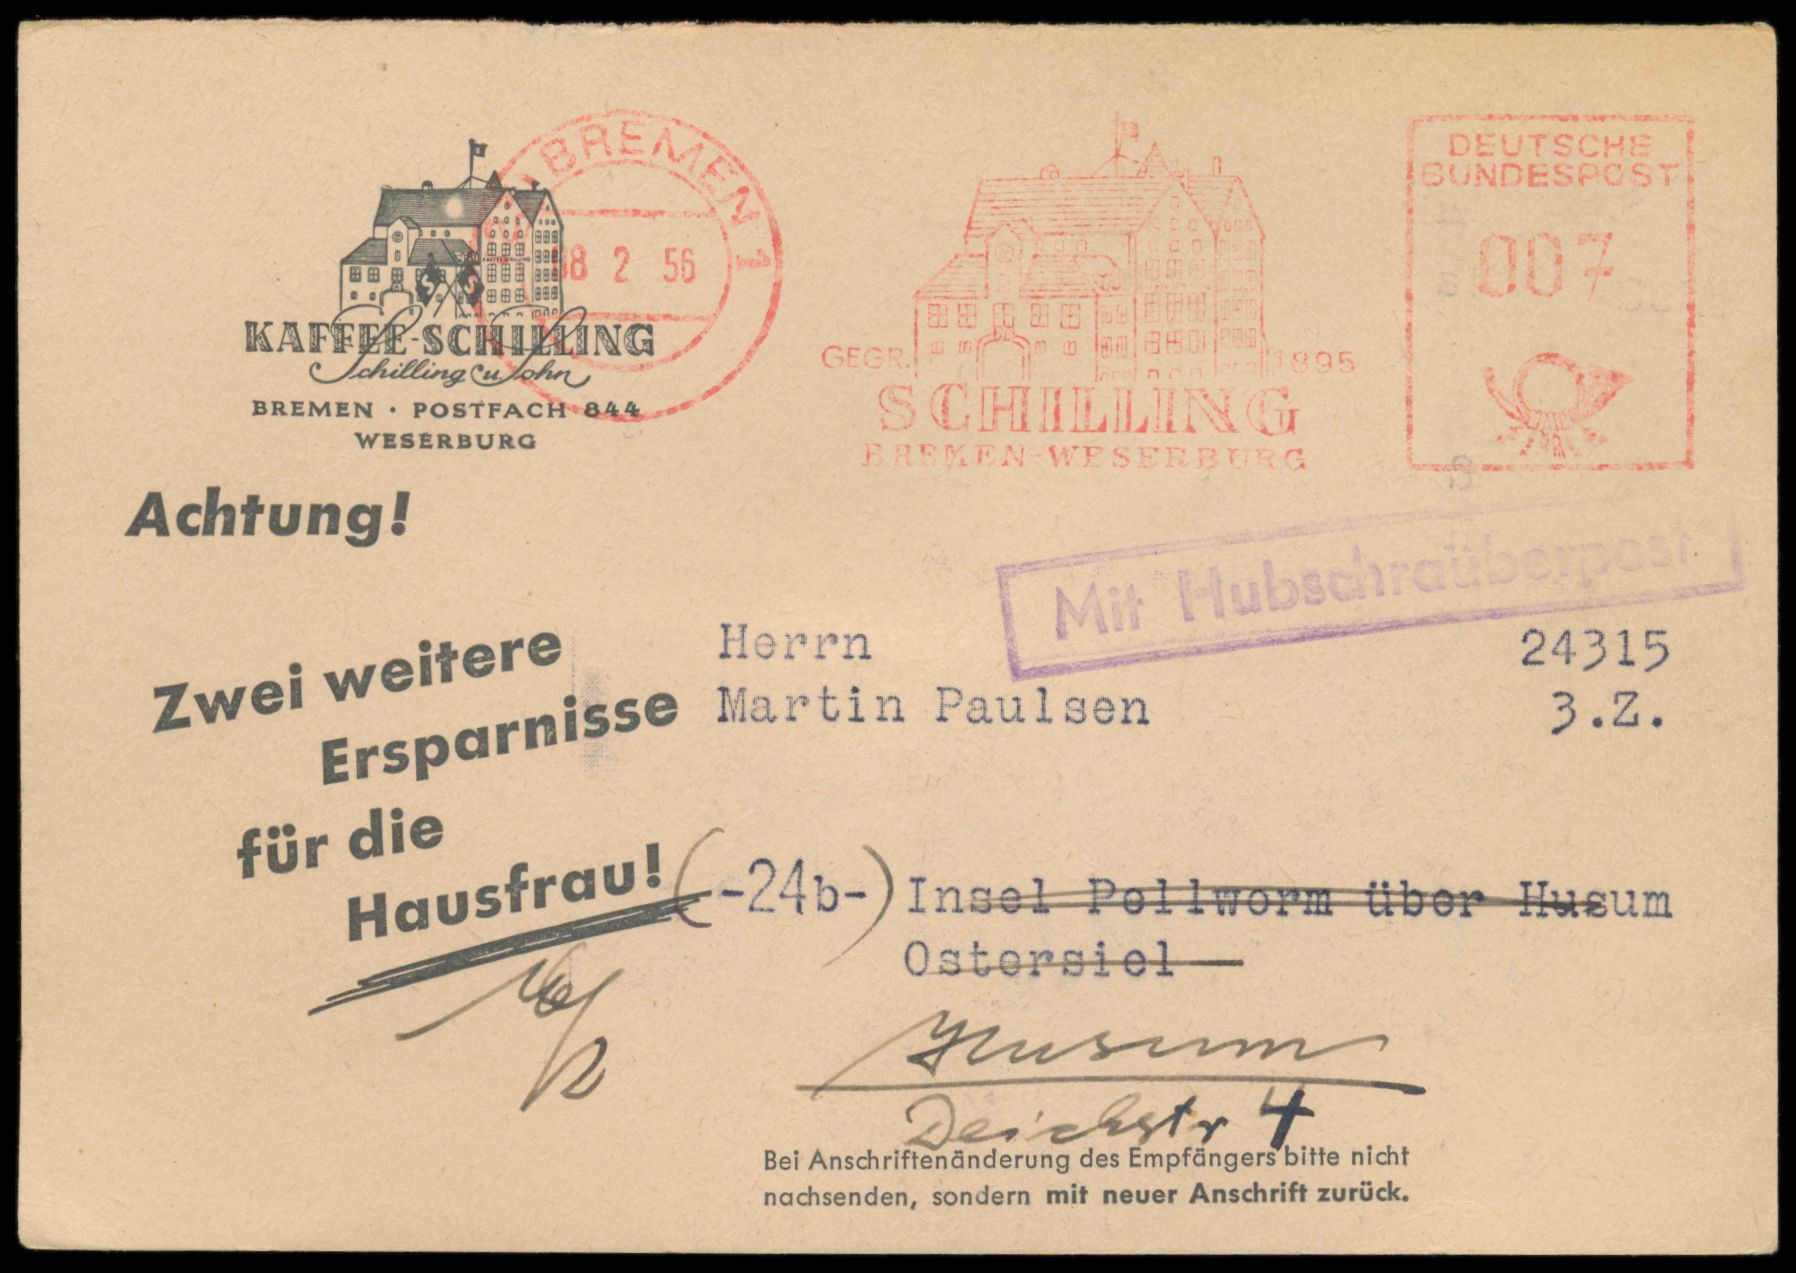 KAFFEE-SCHILLING
Schilling u. Sohn
BREMEN · POSTFACH 844
WESERBURG
BREMEN 1
8 2 56
GEGR. 1895
SCHILLING
BREMEN-WESERBURG
DEUTSCHE
BUNDESPOST
007
Achtung!
Mit Hubschrauberpost
Zwei weitere
Ersparnisse
für die
Hausfrau!
Herrn 24315
Martin Paulsen 3.Z.
(-24b-) Insel Pellworm über Husum
Ostersiel
Husum
Deichstr 4
Bei Anschriftenänderung des Empfängers bitte nicht
nachsenden, sondern mit neuer Anschrift zurück.